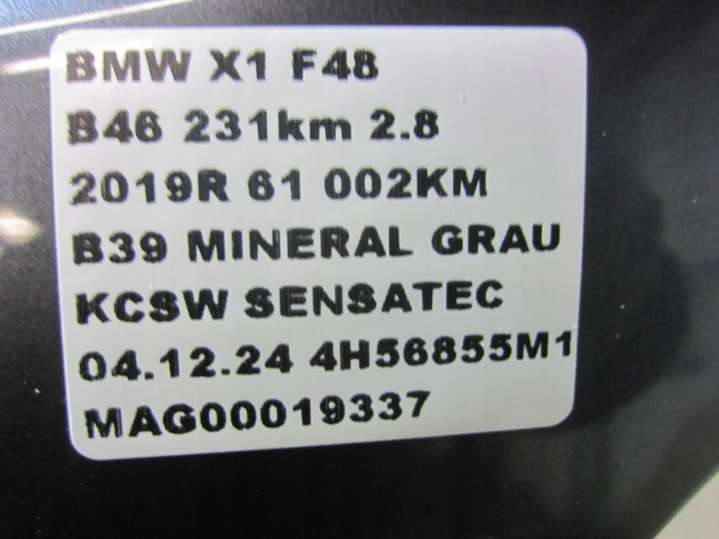 BMW X1 F48
B46 231km 2.8
2019R 61 002KM
B39 MINERAL GRAU
KCSW SENSATEC
04.12.24 4H56855M1
MAG00019337